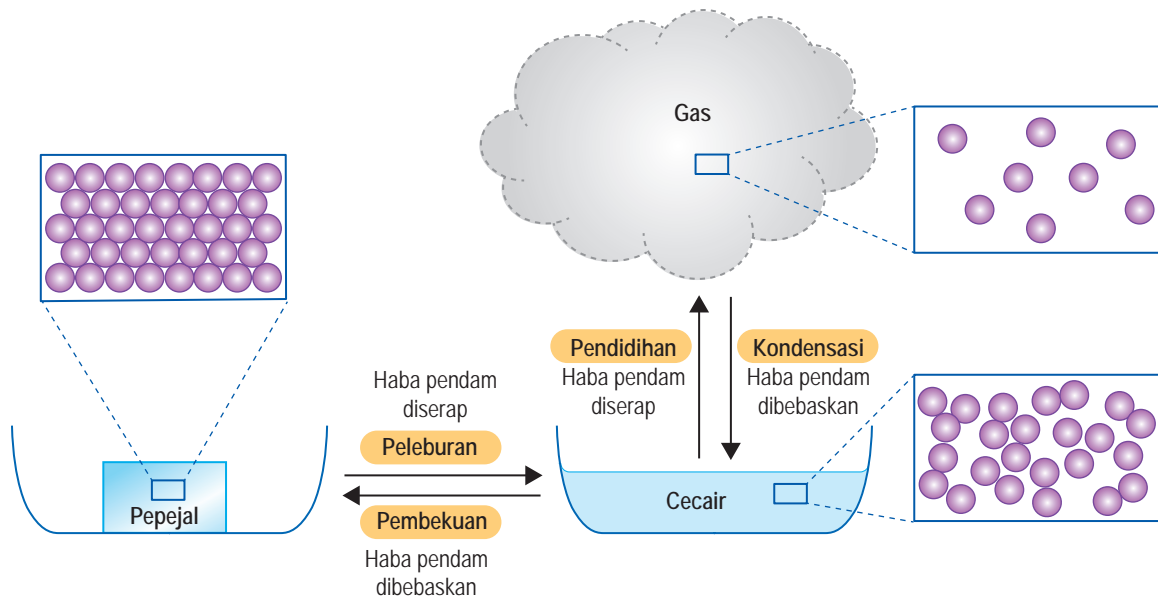 Gas
Pendidihan
Haba pendam
diserap
Kondensasi
Haba pendam
dibebaskan
Haba pendam
diserap
Peleburan
Pepejal
Cecair
Pembekuan
Haba pendam
dibebaskan